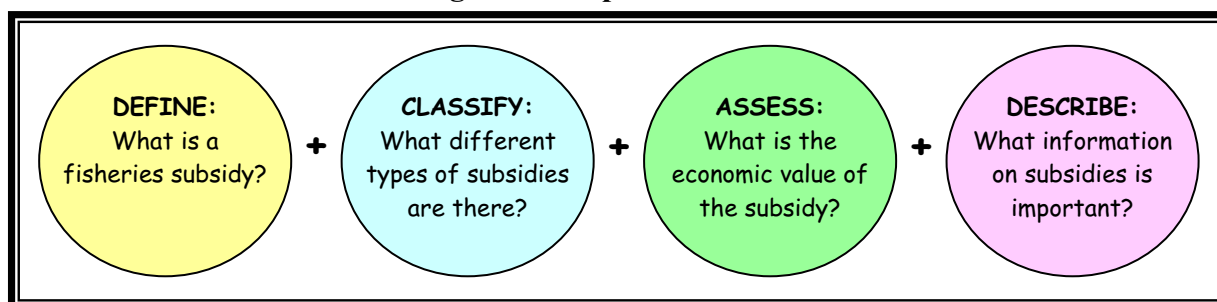 DEFINE:
What is a
fisheries subsidy?
+
CLASSIFY:
What different
types of subsidies
are there?
+
ASSESS:
What is the
economic value of
the subsidy?
+
DESCRIBE:
What information
on subsidies is
important?